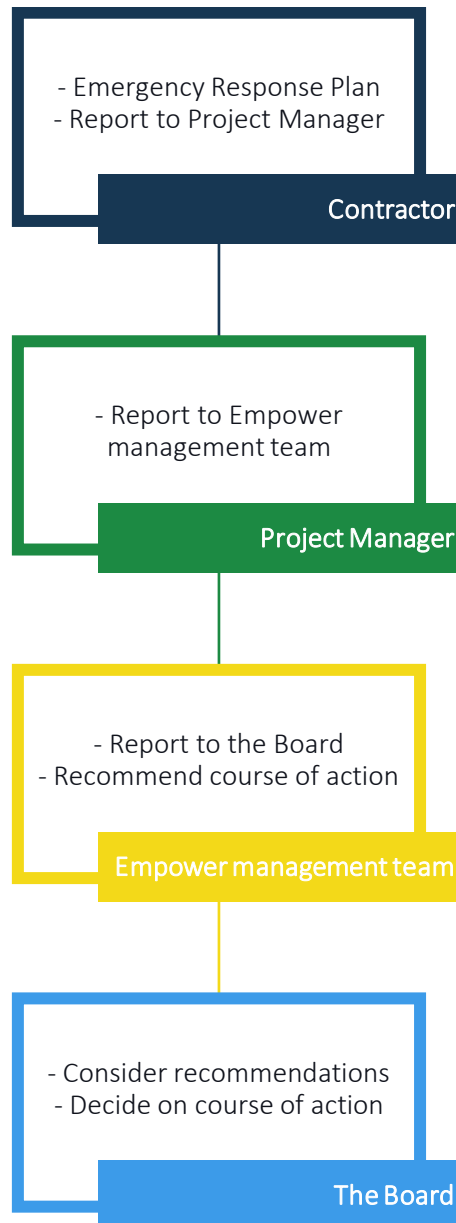 - Emergency Response Plan
- Report to Project Manager
Contractor
- Report to Empower
management team
Project Manager
- Report to the Board
- Recommend course of action
Empower management team
- Consider recommendations
- Decide on course of action
The Board